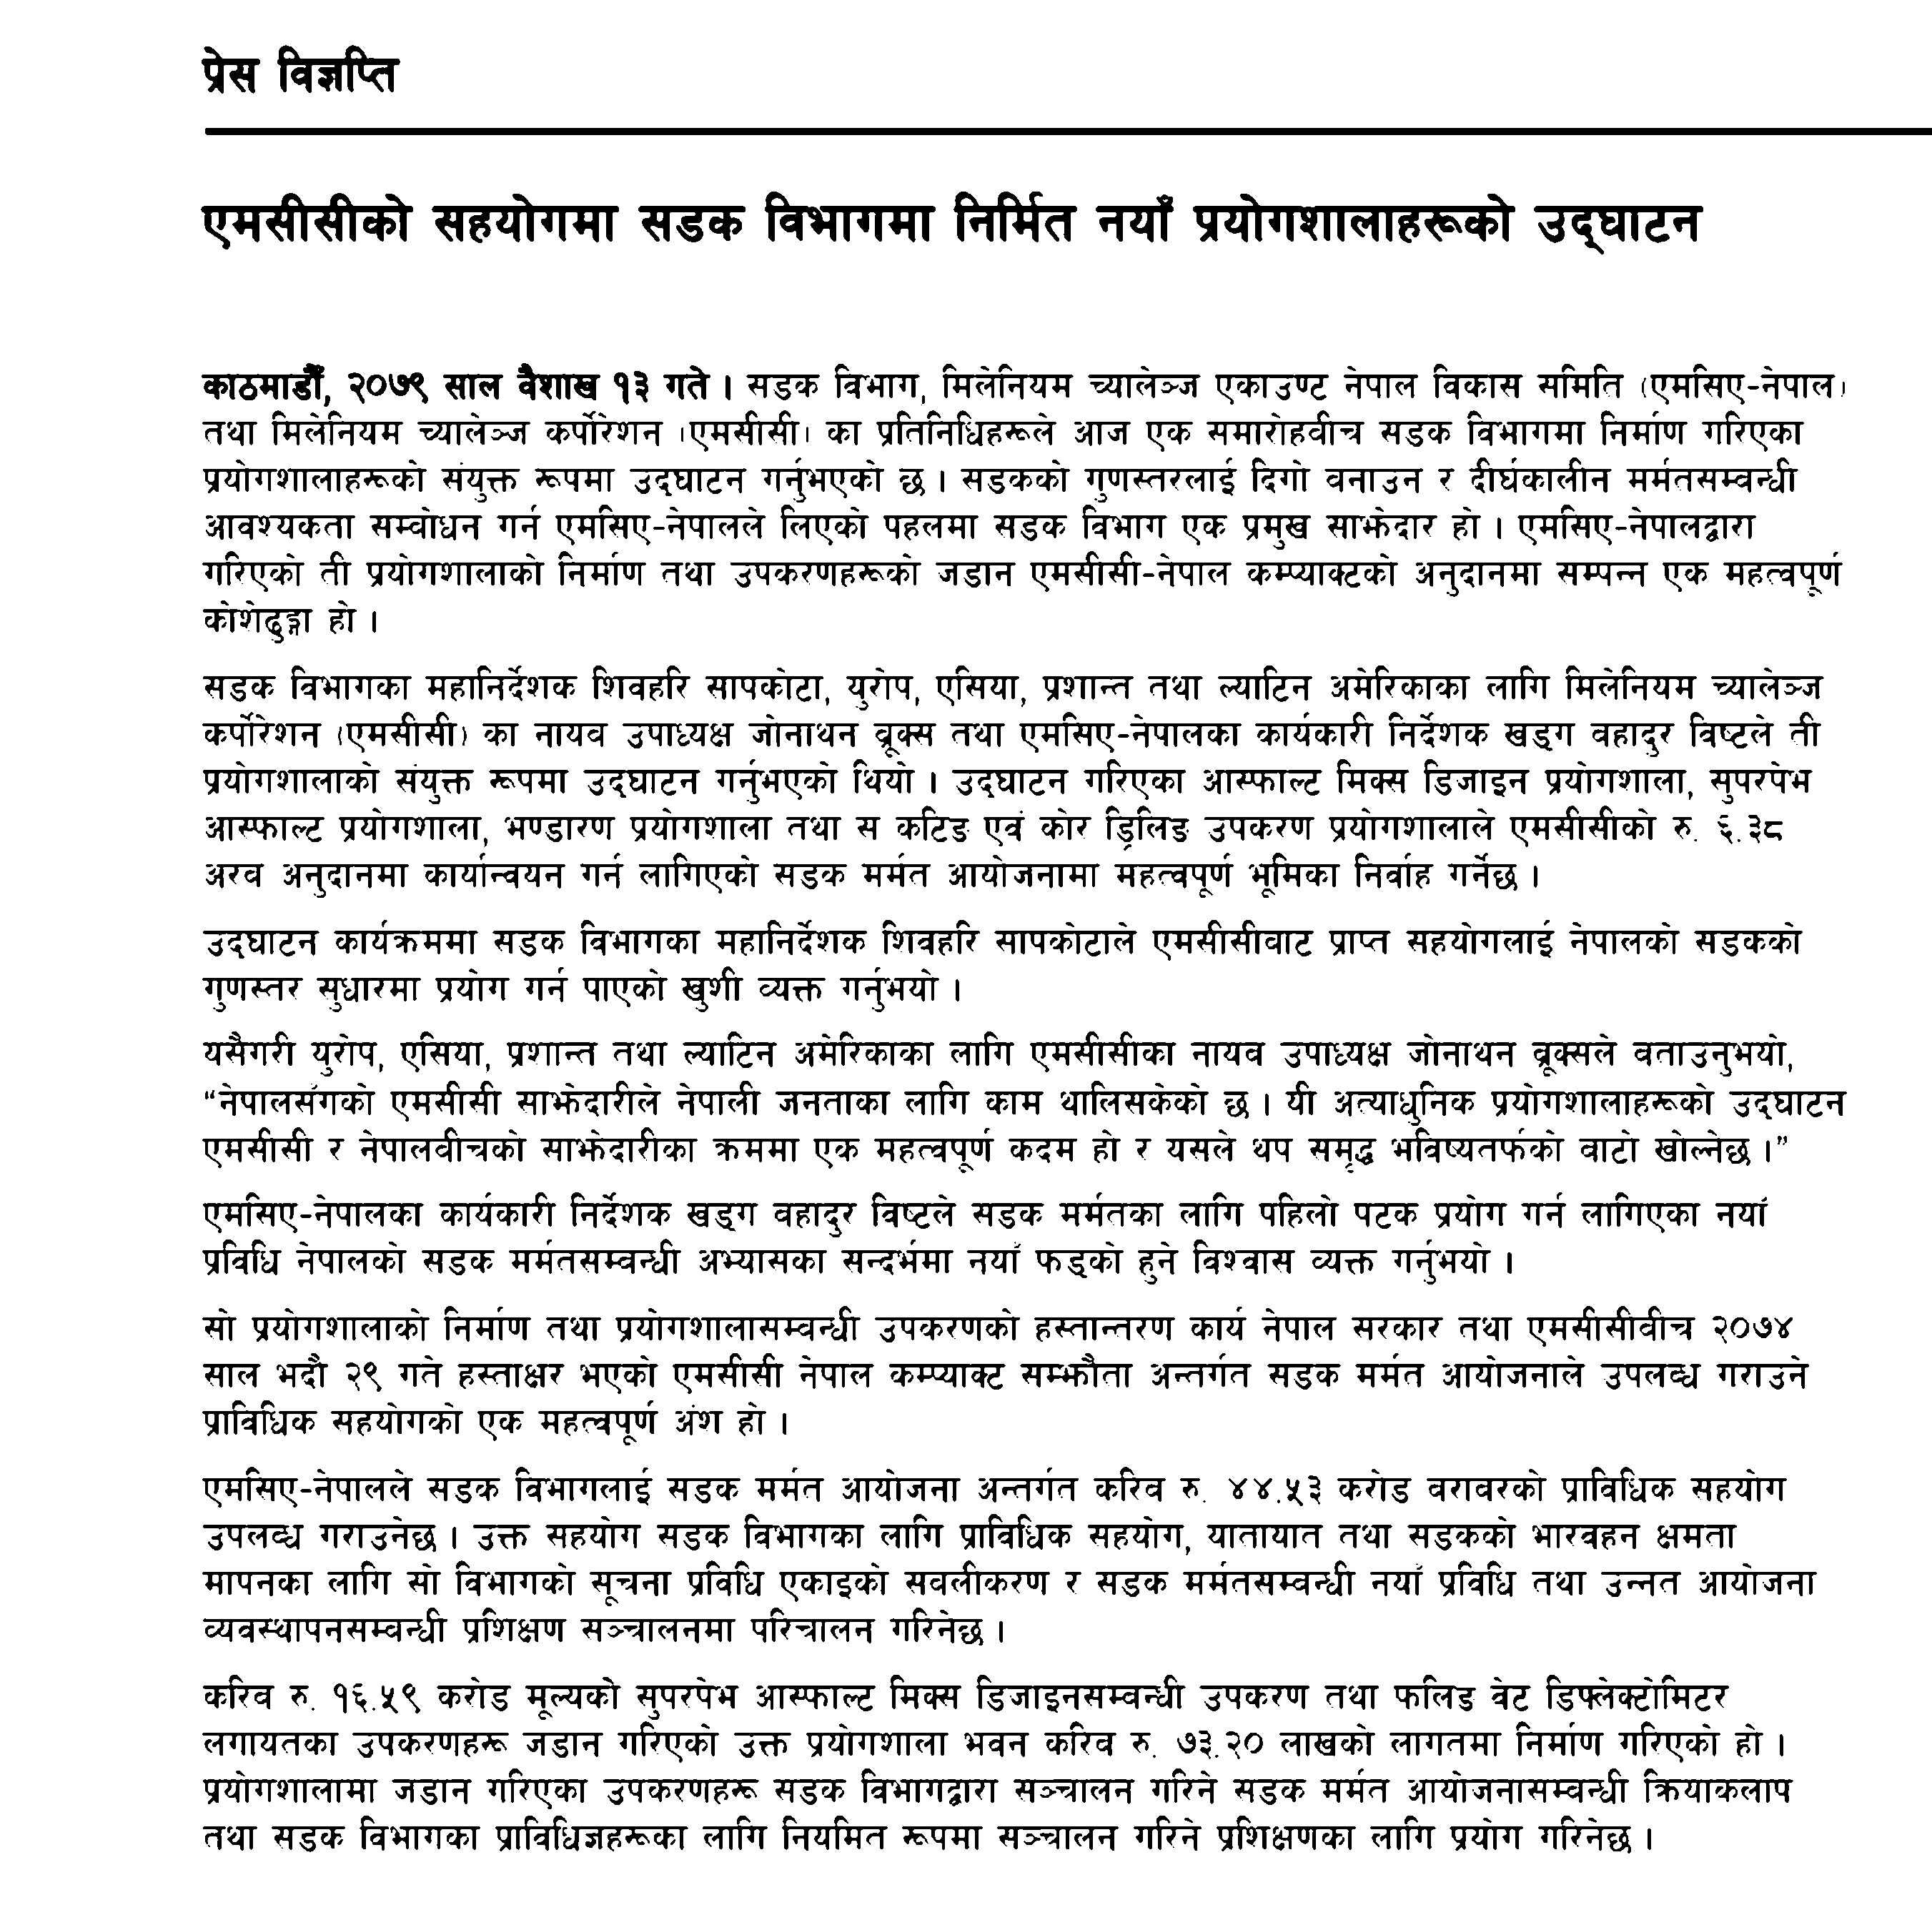 प्रेस विज्ञप्ति
एमसीसीको सहयोगमा सडक विभागमा निर्मित नयाँ प्रयोगशालाहरूको उद्घाटन
काठमाडौँ, २०७९ साल वैशाख १३ गते । सडक विभाग, मिलेनियम च्यालेञ्ज एकाउण्ट नेपाल विकास समिति (एमसिए-नेपाल)
तथा मिलेनियम च्यालेञ्ज कर्पोरेशन (एमसीसी) का प्रतिनिधिहरूले आज एक समारोहवीच सडक विभागमा निर्माण गरिएका
प्रयोगशालाहरूको संयुक्त रूपमा उद्घाटन गर्नुभएको छ । सडकको गुणस्तरलाई दिगो वनाउन र दीर्घकालीन मर्मतसम्वन्धी
आवश्यकता सम्वोधन गर्न एमसिए-नेपालले लिएको पहलमा सडक विभाग एक प्रमुख साझेदार हो । एमसिए-नेपालद्वारा
गरिएको ती प्रयोगशालाको निर्माण तथा उपकरणहरूको जडान एमसीसी-नेपाल कम्प्याक्टको अनुदानमा सम्पन्न एक महत्वपूर्ण
कोशेढुङ्गा हो ।
सडक विभागका महानिर्देशक शिवहरि सापकोटा, युरोप, एसिया, प्रशान्त तथा ल्याटिन अमेरिकाका लागि मिलेनियम च्यालेञ्ज
कर्पोरेशन (एमसीसी) का नायव उपाध्यक्ष जोनाथन व्रूक्स तथा एमसिए-नेपालका कार्यकारी निर्देशक खड्ग वहादुर विष्टले ती
प्रयोगशालाको संयुक्त रूपमा उद्घाटन गर्नुभएको थियो । उद्घाटन गरिएका आस्फाल्ट मिक्स डिजाइन प्रयोगशाला, सुपरपेभ
आस्फाल्ट प्रयोगशाला, भण्डारण प्रयोगशाला तथा स कटिङ एवं कोर ड्रिलिङ उपकरण प्रयोगशालाले एमसीसीको रु. ६.३८
अरव अनुदानमा कार्यान्वयन गर्न लागिएको सडक मर्मत आयोजनामा महत्वपूर्ण भूमिका निर्वाह गर्नेछ ।
उद्घाटन कार्यक्रममा सडक विभागका महानिर्देशक शिवहरि सापकोटाले एमसीसीवाट प्राप्त सहयोगलाई नेपालको सडकको
गुणस्तर सुधारमा प्रयोग गर्न पाएको खुशी व्यक्त गर्नुभयो ।
यसैगरी युरोप, एसिया, प्रशान्त तथा ल्याटिन अमेरिकाका लागि एमसीसीका नायव उपाध्यक्ष जोनाथन व्रूक्सले वताउनुभयो,
“नेपालसँगको एमसीसी साझेदारीले नेपाली जनताका लागि काम थालिसकेको छ । यी अत्याधुनिक प्रयोगशालाहरूको उद्घाटन
एमसीसी र नेपालवीचको साझेदारीका क्रममा एक महत्वपूर्ण कदम हो र यसले थप समृद्ध भविष्यतर्फको वाटो खोल्नेछ ।”
एमसिए-नेपालका कार्यकारी निर्देशक खड्ग वहादुर विष्टले सडक मर्मतका लागि पहिलो पटक प्रयोग गर्न लागिएका नयाँ
प्रविधि नेपालको सडक मर्मतसम्वन्धी अभ्यासका सन्दर्भमा नयाँ फड्को हुने विश्वास व्यक्त गर्नुभयो ।
सो प्रयोगशालाको निर्माण तथा प्रयोगशालासम्वन्धी उपकरणको हस्तान्तरण कार्य नेपाल सरकार तथा एमसीसीवीच २०७४
साल भदौ २९ गते हस्ताक्षर भएको एमसीसी नेपाल कम्प्याक्ट सम्झौता अन्तर्गत सडक मर्मत आयोजनाले उपलव्ध गराउने
प्राविधिक सहयोगको एक महत्वपूर्ण अंश हो ।
एमसिए-नेपालले सडक विभागलाई सडक मर्मत आयोजना अन्तर्गत करिव रु. ४४.५३ करोड वरावरको प्राविधिक सहयोग
उपलव्ध गराउनेछ । उक्त सहयोग सडक विभागका लागि प्राविधिक सहयोग, यातायात तथा सडकको भारवहन क्षमता
मापनका लागि सो विभागको सूचना प्रविधि एकाइको सवलीकरण र सडक मर्मतसम्वन्धी नयाँ प्रविधि तथा उन्नत आयोजना
व्यवस्थापनसम्वन्धी प्रशिक्षण सञ्चालनमा परिचालन गरिनेछ ।
करिव रु. १६.५९ करोड मूल्यको सुपरपेभ आस्फाल्ट मिक्स डिजाइनसम्वन्धी उपकरण तथा फलिङ वेट डिफ्लेक्टोमिटर
लगायतका उपकरणहरू जडान गरिएको उक्त प्रयोगशाला भवन करिव रु. ७३.२० लाखको लागतमा निर्माण गरिएको हो ।
प्रयोगशालामा जडान गरिएका उपकरणहरू सडक विभागद्वारा सञ्चालन गरिने सडक मर्मत आयोजनासम्वन्धी क्रियाकलाप
तथा सडक विभागका प्राविधिज्ञहरूका लागि नियमित रूपमा सञ्चालन गरिने प्रशिक्षणका लागि प्रयोग गरिनेछ ।